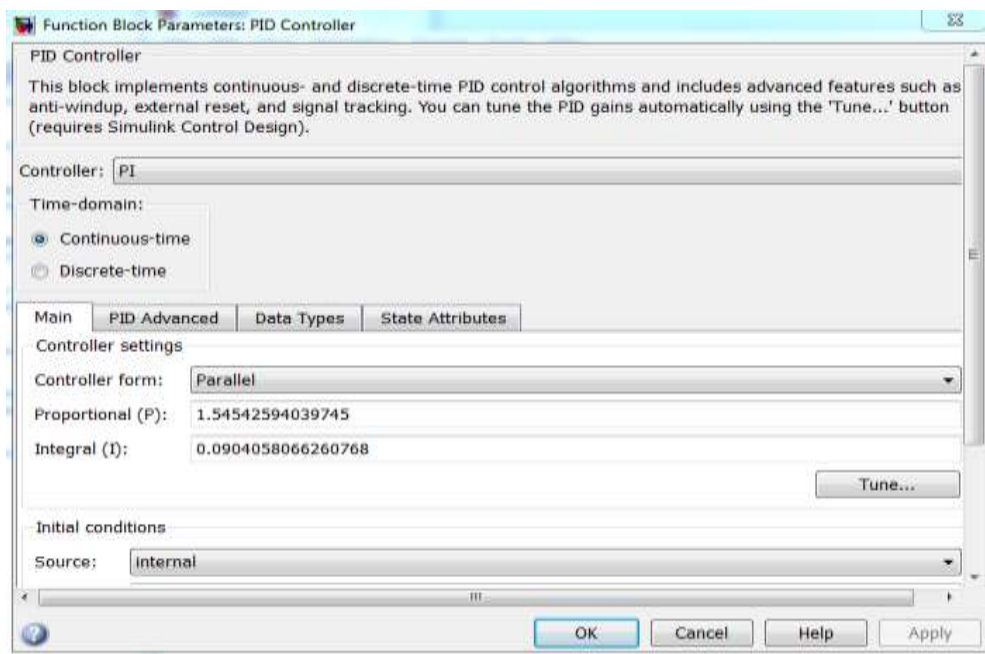 Function Block Parameters: PID Controller
PID Controller
This block implements continuous- and discrete-time PID control algorithms and includes advanced features such as
anti-windup, external reset, and signal tracking. You can tune the PID gains automatically using the 'Tune...' button
(requires Simulink Control Design).
Controller: PI
Time-domain:
Continuous-time
Discrete-time
Main PID Advanced Data Types State Attributes
Controller settings
Controller form: Parallel
Proportional (P): 1.54542594039745
Integral (I): 0.0904058066260768
Tune...
Initial conditions
Source: internal
OK Cancel Help Apply